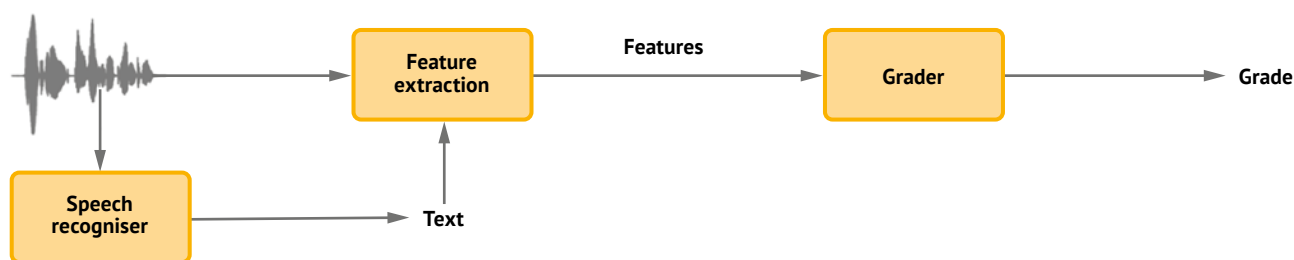 Feature
extraction
Features
Grader
Grade
Speech
recogniser
Text